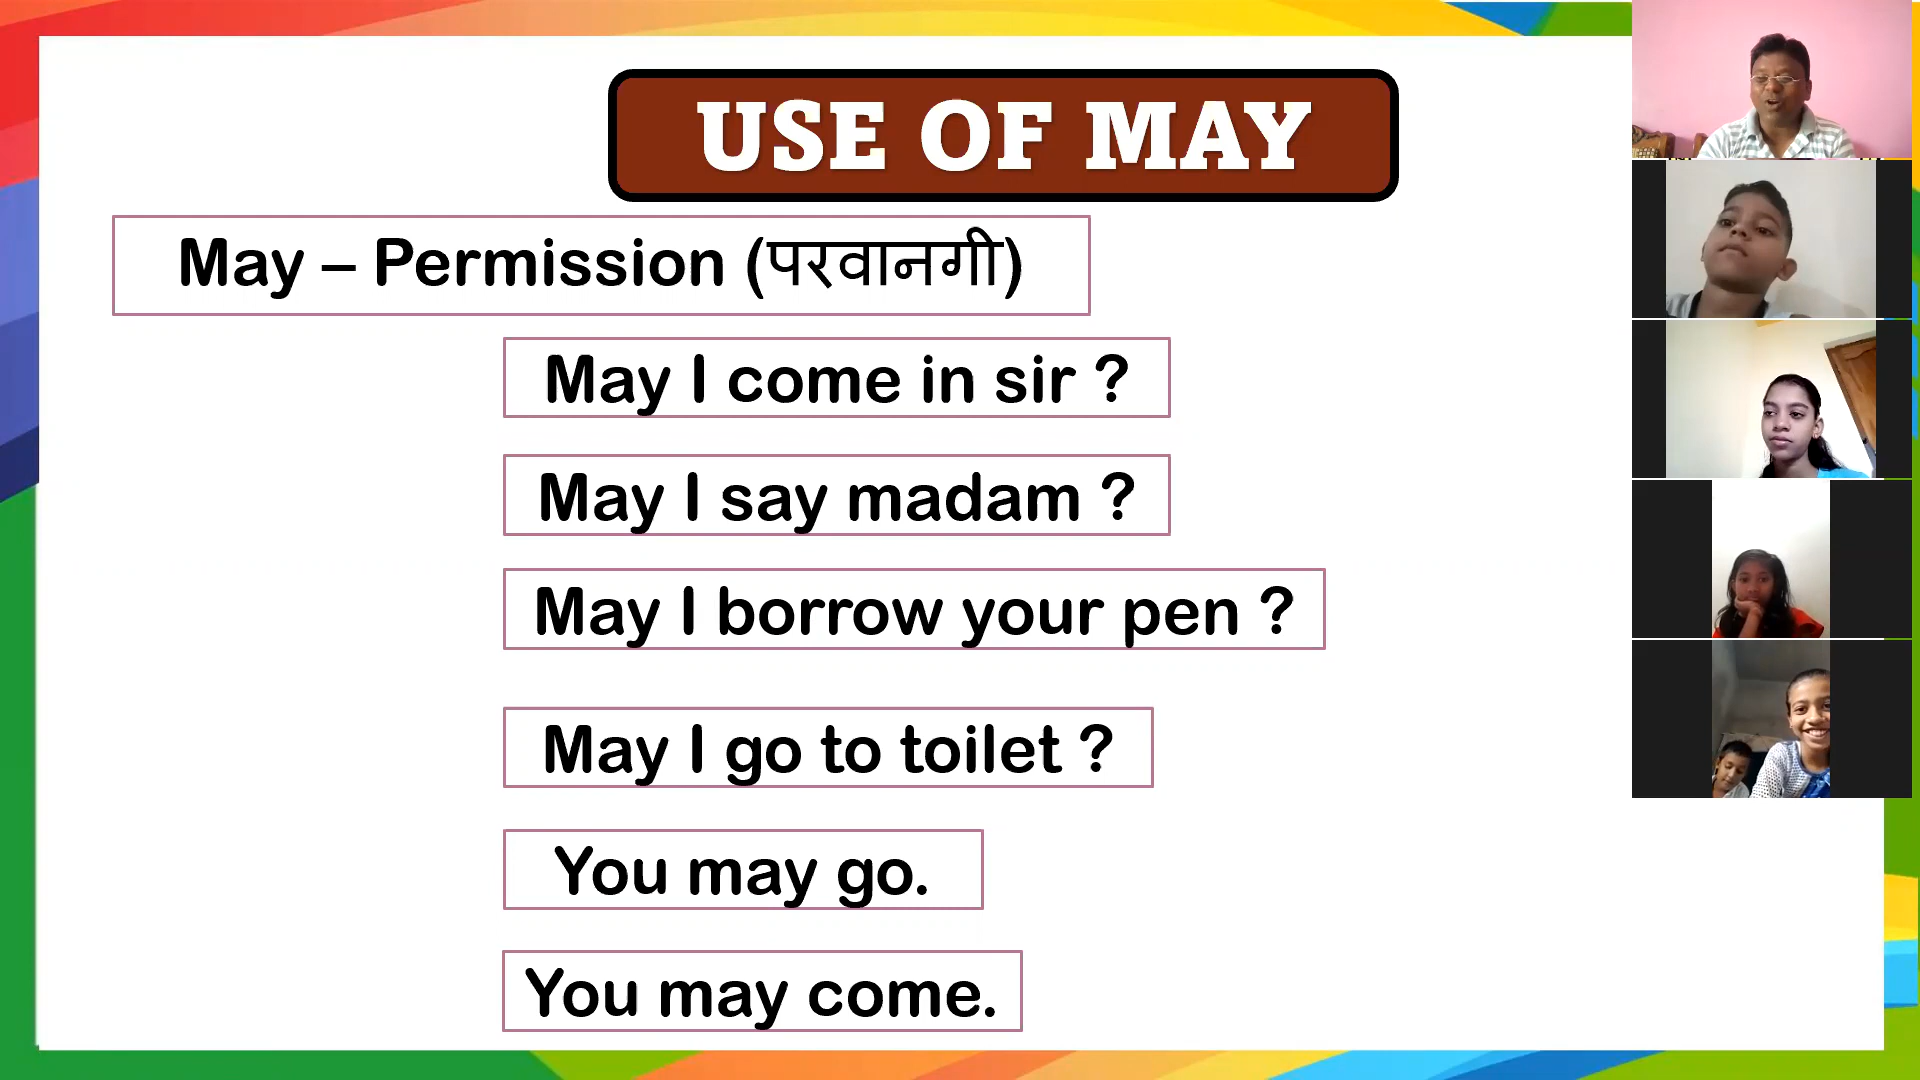 USE OF MAY
May – Permission (परवानगी)
May I come in sir ?
May I say madam ?
May I borrow your pen ?
May I go to toilet ?
You may go.
You may come.